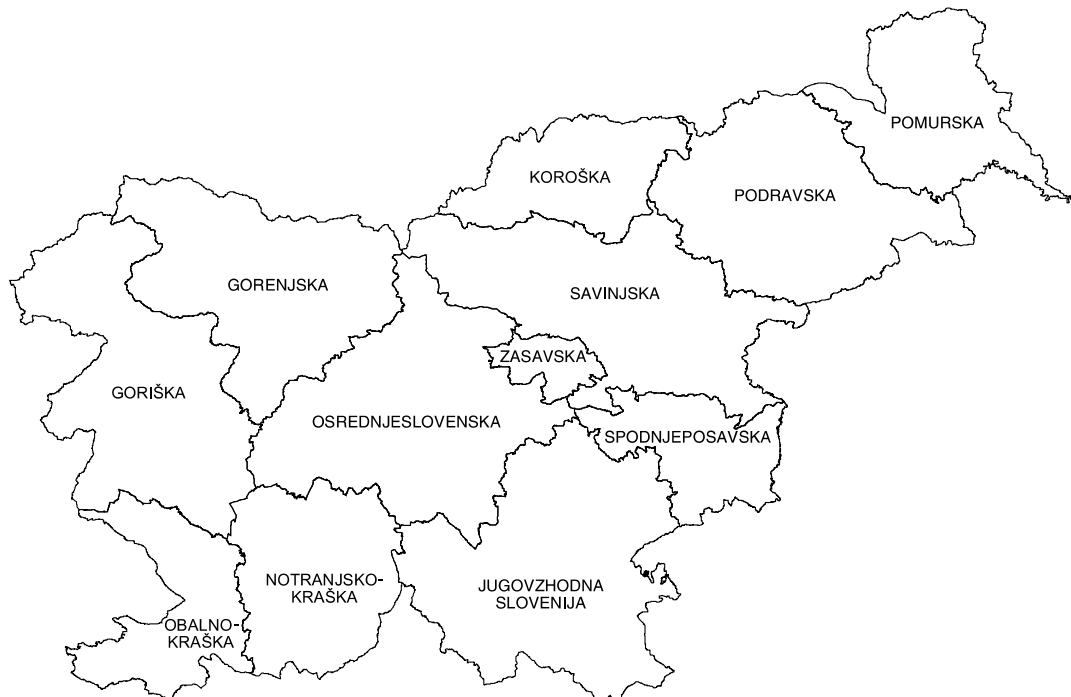 POMURSKA
KOROŠKA
PODRAVSKA
GORENJSKA
SAVINJSKA
ZASAVSKA
GORIŠKA
OSREDNJESLOVENSKA
SPODNJEPOSAVSKA
NOTRANJSKO-
KRAŠKA
JUGOVZHODNA
SLOVENIJA
OBALNO-
KRAŠKA